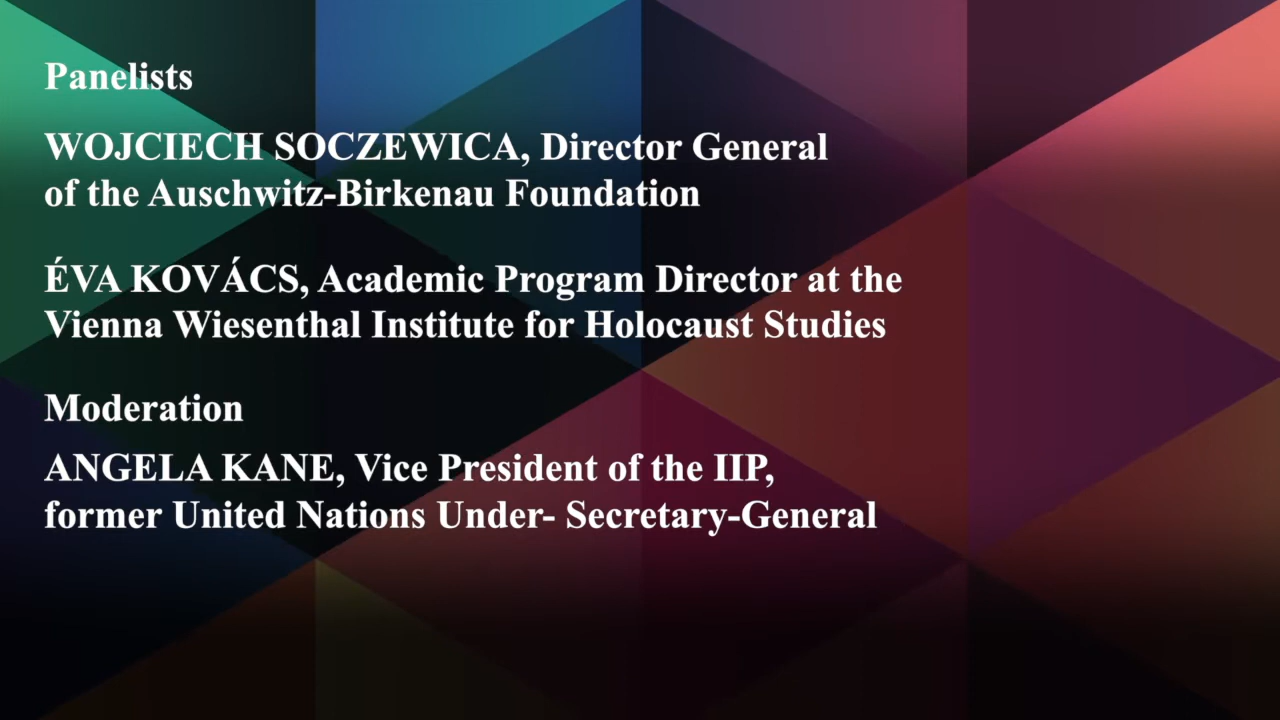 Panelists
WOJCIECH SOCZEWICA, Director General
of the Auschwitz-Birkenau Foundation
ÉVA KOVÁCS, Academic Program Director at the
Vienna Wiesenthal Institute for Holocaust Studies
Moderation
ANGELA KANE, Vice President of the IIP,
former United Nations Under- Secretary-General